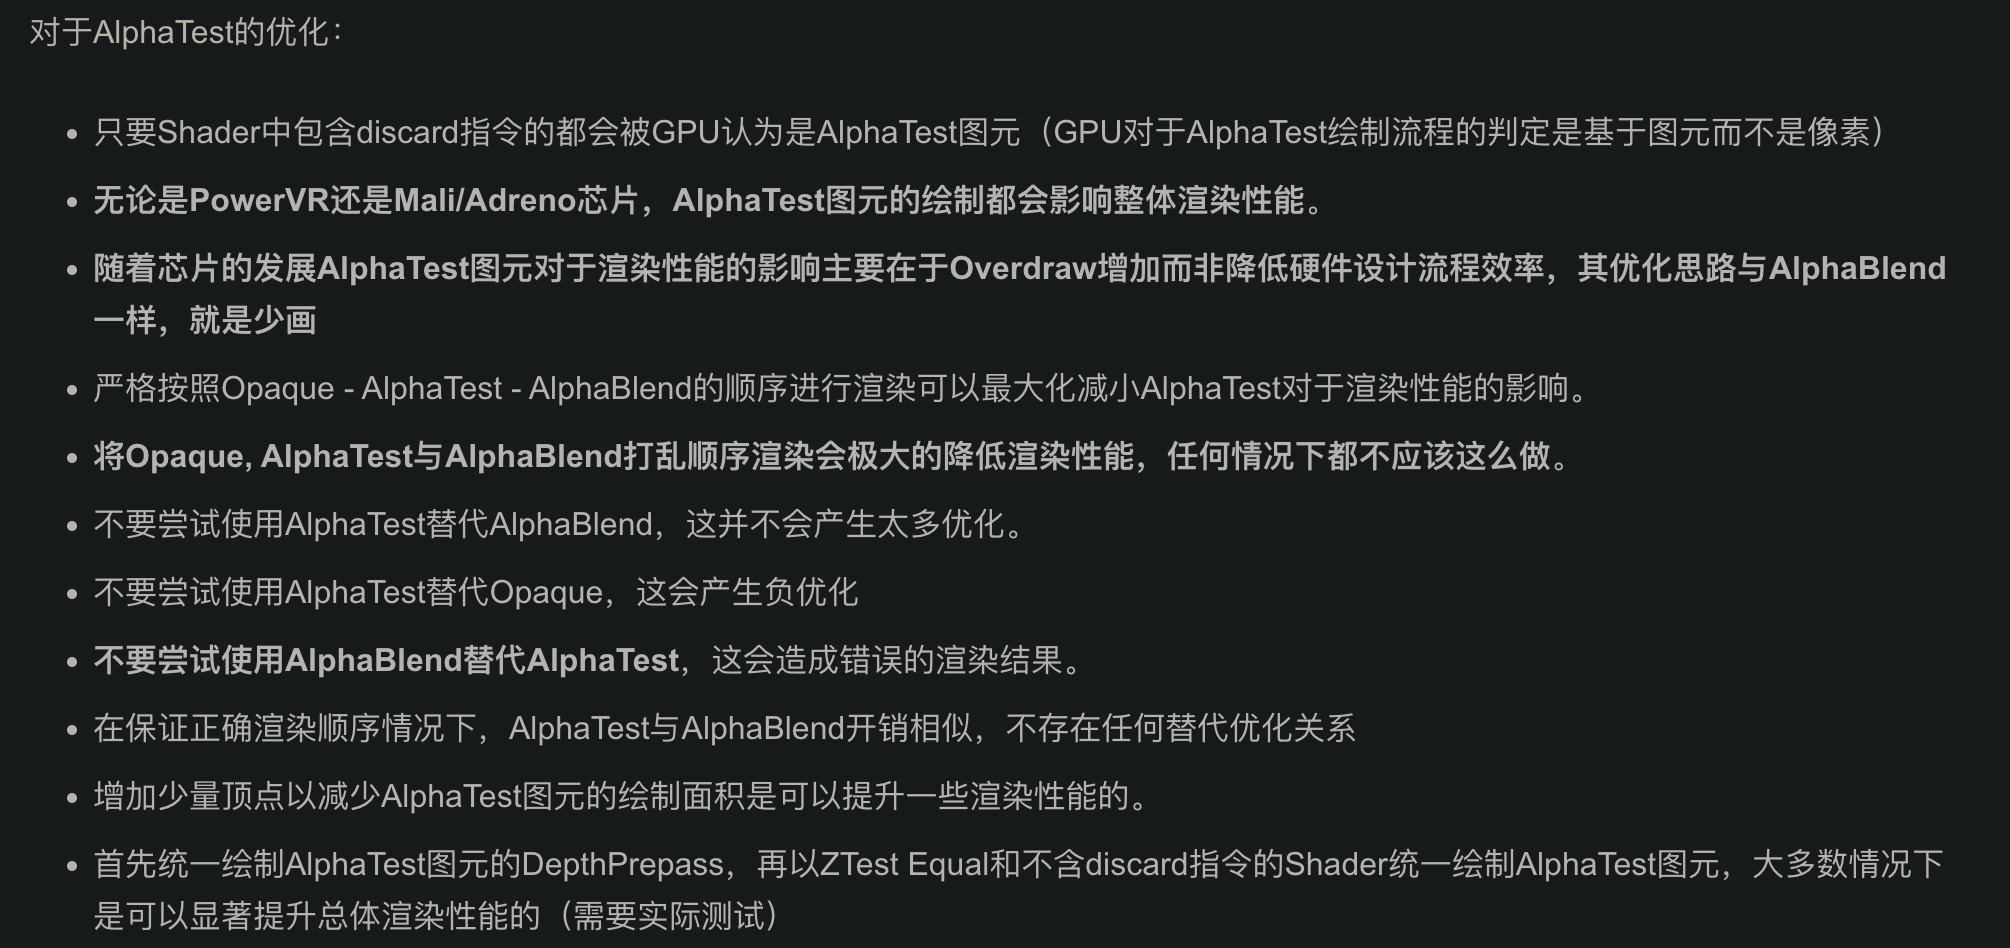 对于AlphaTest的优化：
只要Shader中包含discard指令的都会被GPU认为是AlphaTest图元（GPU对于AlphaTest绘制流程的判定是基于图元而不是像素）
无论是PowerVR还是Mali/Adreno芯片，AlphaTest图元的绘制都会影响整体渲染性能。
随着芯片的发展AlphaTest图元对于渲染性能的影响主要在于Overdraw增加而非降低硬件设计流程效率，其优化思路与AlphaBlend
一样，就是少画
严格按照Opaque - AlphaTest - AlphaBlend的顺序进行渲染可以最大化减小AlphaTest对于渲染性能的影响。
将Opaque, AlphaTest与AlphaBlend打乱顺序渲染会极大的降低渲染性能，任何情况下都不应该这么做。
不要尝试使用AlphaTest替代AlphaBlend，这并不会产生太多优化。
不要尝试使用AlphaTest替代Opaque，这会产生负优化
不要尝试使用AlphaBlend替代AlphaTest，这会造成错误的渲染结果。
在保证正确渲染顺序情况下，AlphaTest与AlphaBlend开销相似，不存在任何替代优化关系
增加少量顶点以减少AlphaTest图元的绘制面积是可以提升一些渲染性能的。
首先统一绘制AlphaTest图元的DepthPrepass，再以ZTest Equal和不含discard指令的Shader统一绘制AlphaTest图元，大多数情况下
是可以显著提升总体渲染性能的（需要实际测试）